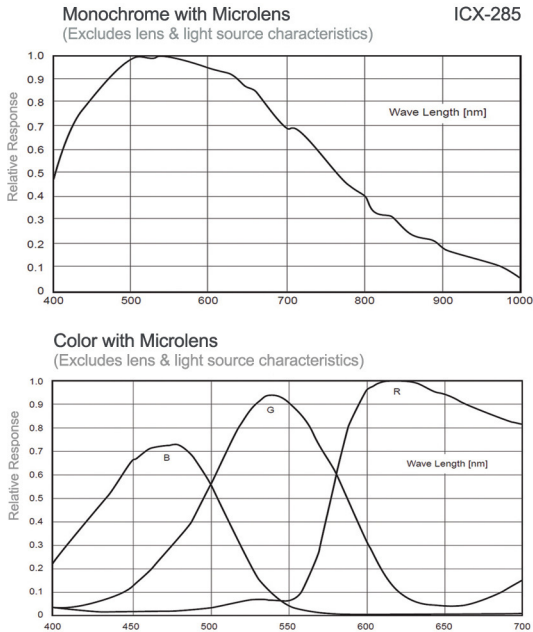 Monochrome with Microlens ICX-285
(Excludes lens & light source characteristics)
1.0
0.9
0.8
0.7
0.6
0.5
0.4
0.3
0.2
0.1
0
Relative Response
Wave Length [nm]
400 500 600 700 800 900 1000
Color with Microlens
(Excludes lens & light source characteristics)
1.0
0.9
0.8
0.7
0.6
0.5
0.4
0.3
0.2
0.1
0
Relative Response
B
G
R
Wave Length [nm]
400 450 500 550 600 650 700